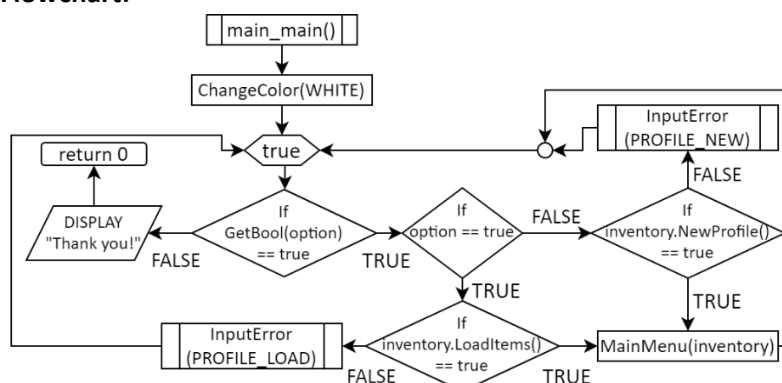 main_main()
ChangeColor(WHITE)
true
return 0
InputError
(PROFILE_NEW)
FALSE
DISPLAY
"Thank you!"
FALSE
If
GetBool(option)
== true
TRUE
If
option == true
FALSE
If
inventory.NewProfile()
== true
TRUE
TRUE
InputError
(PROFILE_LOAD)
FALSE
If
inventory.LoadItems()
== true
TRUE
MainMenu(inventory)